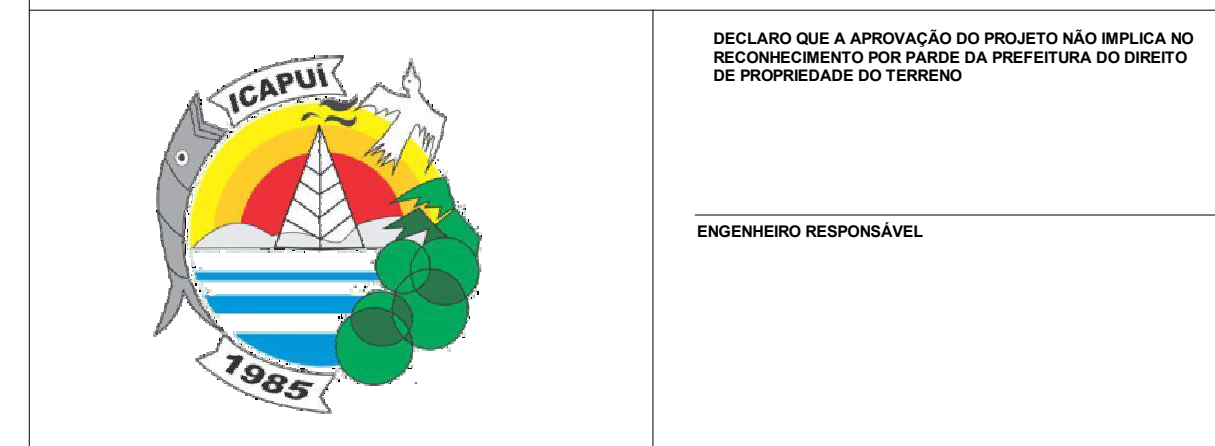 ICAPUÍ
1985
DECLARO QUE A APROVAÇÃO DO PROJETO NÃO IMPLICA NO
RECONHECIMENTO POR PARDE DA PREFEITURA DO DIREITO
DE PROPRIEDADE DO TERRENO
ENGENHEIRO RESPONSÁVEL